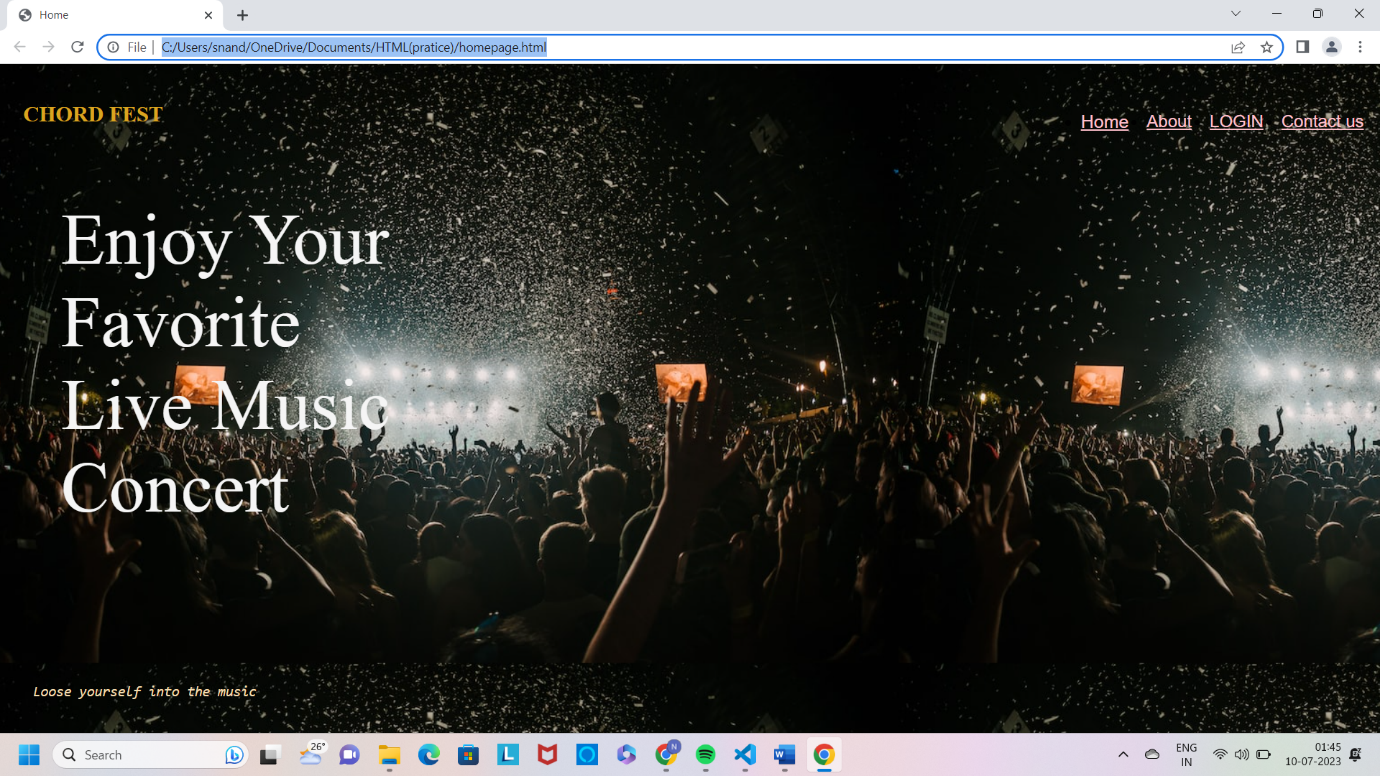 Home
File
C:/Users/snand/OneDrive/Documents/HTML(pratice)/homepage.html
CHORD FEST
Home About LOGIN Contact us
Enjoy Your
Favorite
Live Music
Concert
Loose yourself into the music
Search
26°
N
L
W
ENG
IN
01:45
10-07-2023